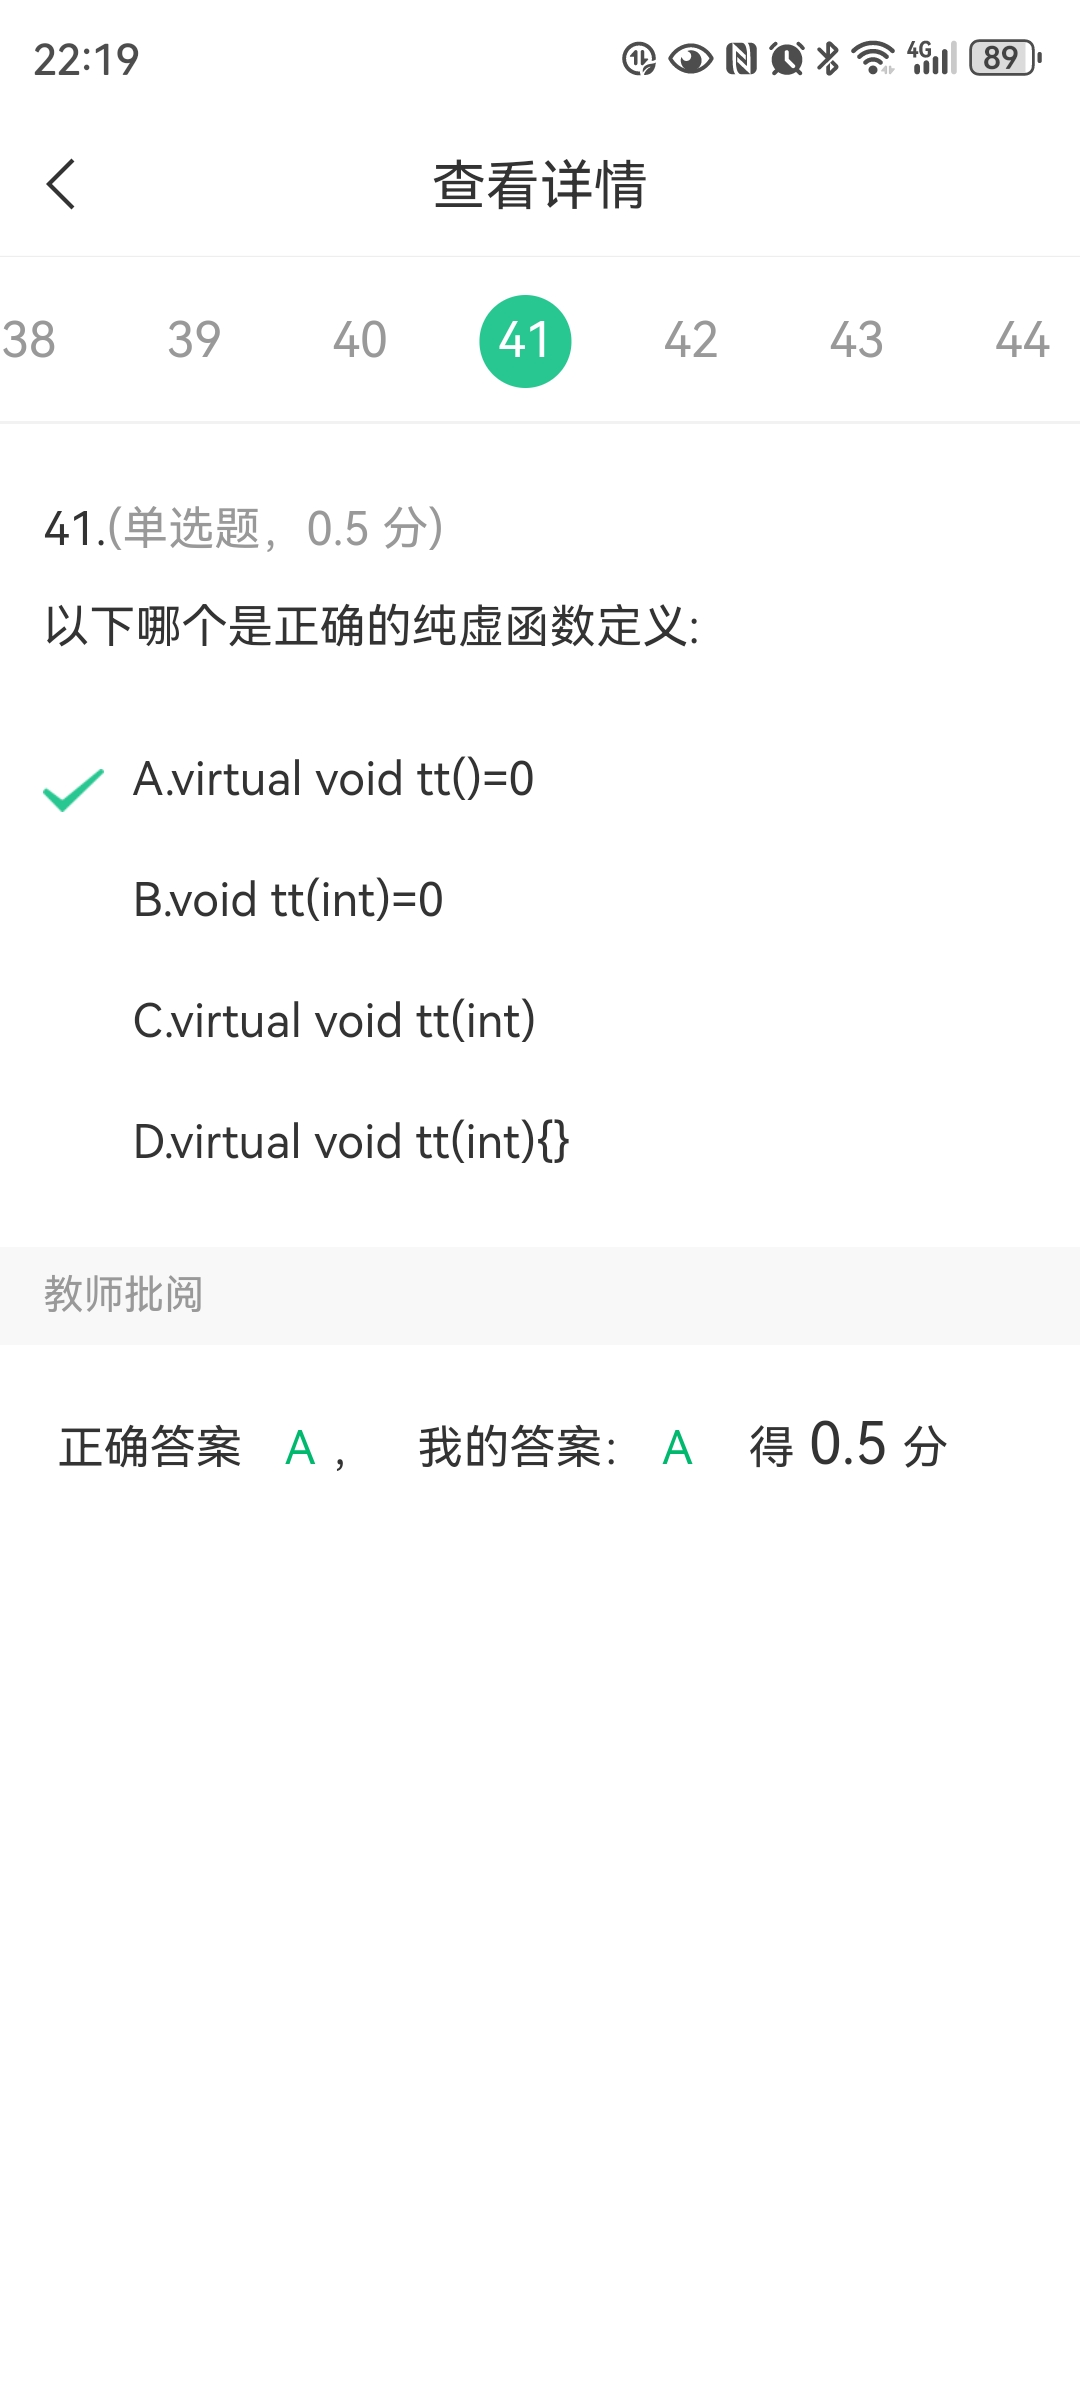 22:19
4G
89
查看详情
38 39 40 41 42 43 44
41.(单选题，0.5 分)
以下哪个是正确的纯虚函数定义:
A.virtual void tt()=0
B.void tt(int)=0
C.virtual void tt(int)
D.virtual void tt(int){}
教师批阅
正确答案 A ， 我的答案： A 得 0.5 分